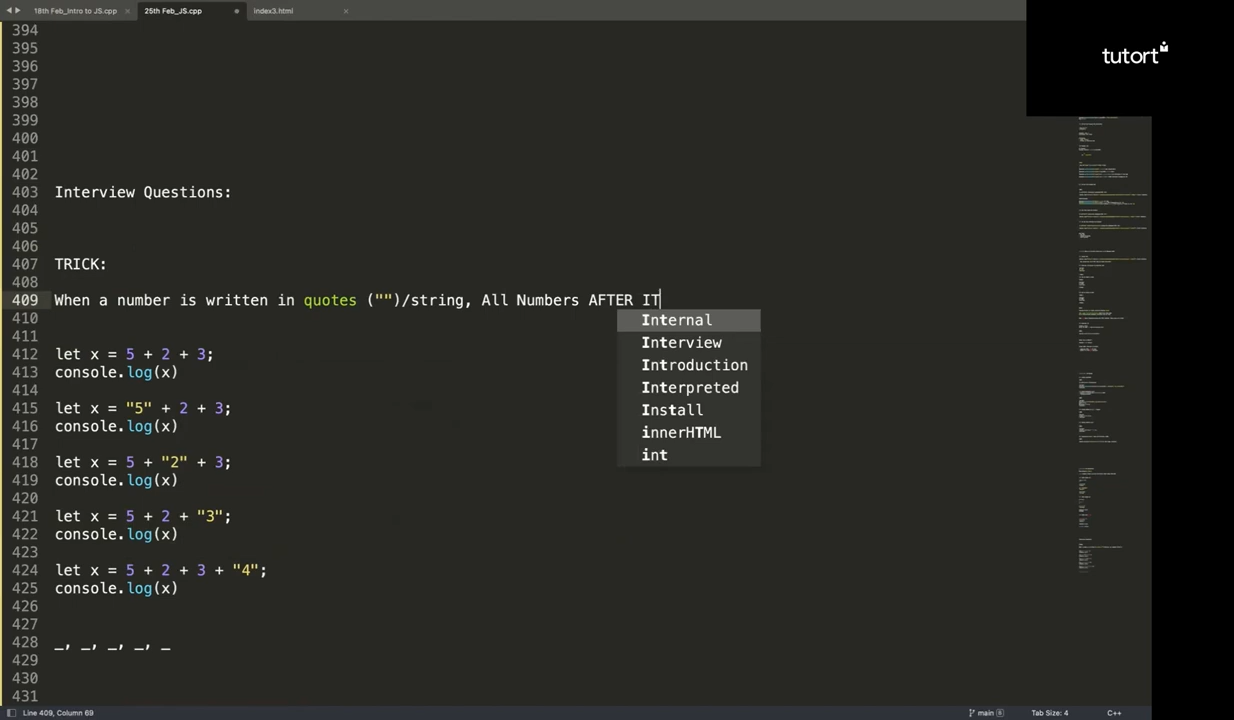 18th Feb_Intro to JS.cpp
25th Feb_JS.cpp
index3.html
tutort
394
395
396
397
398
399
400
401
402
403 Interview Questions:
404
405
406
407 TRICK:
408
409 When a number is written in quotes ("")/string, All Numbers AFTER IT
Internal
410
Interview
411
412 let x = 5 + 2 + 3;
Introduction
413 console.log(x)
Interpreted
414
415 let x = "5" + 2 + 3;
Install
416 console.log(x)
innerHTML
417
int
418 let x = 5 + "2" + 3;
419 console.log(x)
420
421 let x = 5 + 2 + "3";
422 console.log(x)
423
424 let x = 5 + 2 + 3 + "4";
425 console.log(x)
426
427
428 _, _, _, _, _
429
430
431
Line 409, Column 69
main 6
Tab Size: 4
C++